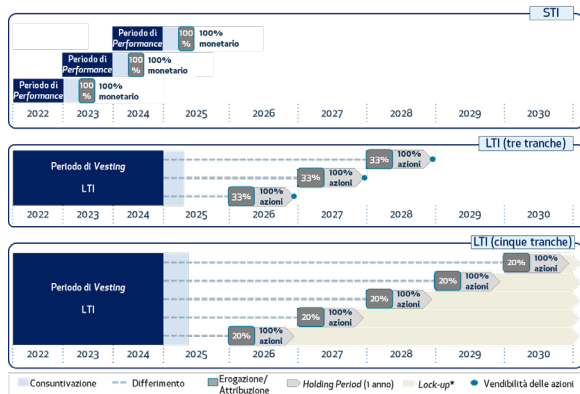 STI
Periodo di
Performance
100
%
100%
monetario
Periodo di
Performance
100
%
100%
monetario
Periodo di
Performance
100
%
100%
monetario
2022 2023 2024 2025 2026 2027 2028 2029 2030
LTI (tre tranche)
Periodo di Vesting
LTI
33%
100%
azioni
33%
100%
azioni
33%
100%
azioni
2022 2023 2024 2025 2026 2027 2028 2029 2030
LTI (cinque tranche)
Periodo di Vesting
LTI
20%
100%
azioni
20%
100%
azioni
20%
100%
azioni
20%
100%
azioni
20%
100%
azioni
2022 2023 2024 2025 2026 2027 2028 2029 2030
Consuntivazione
Differimento
Erogazione/
Attribuzione
Holding Period (1 anno)
Lock-up*
Vendibilità delle azioni